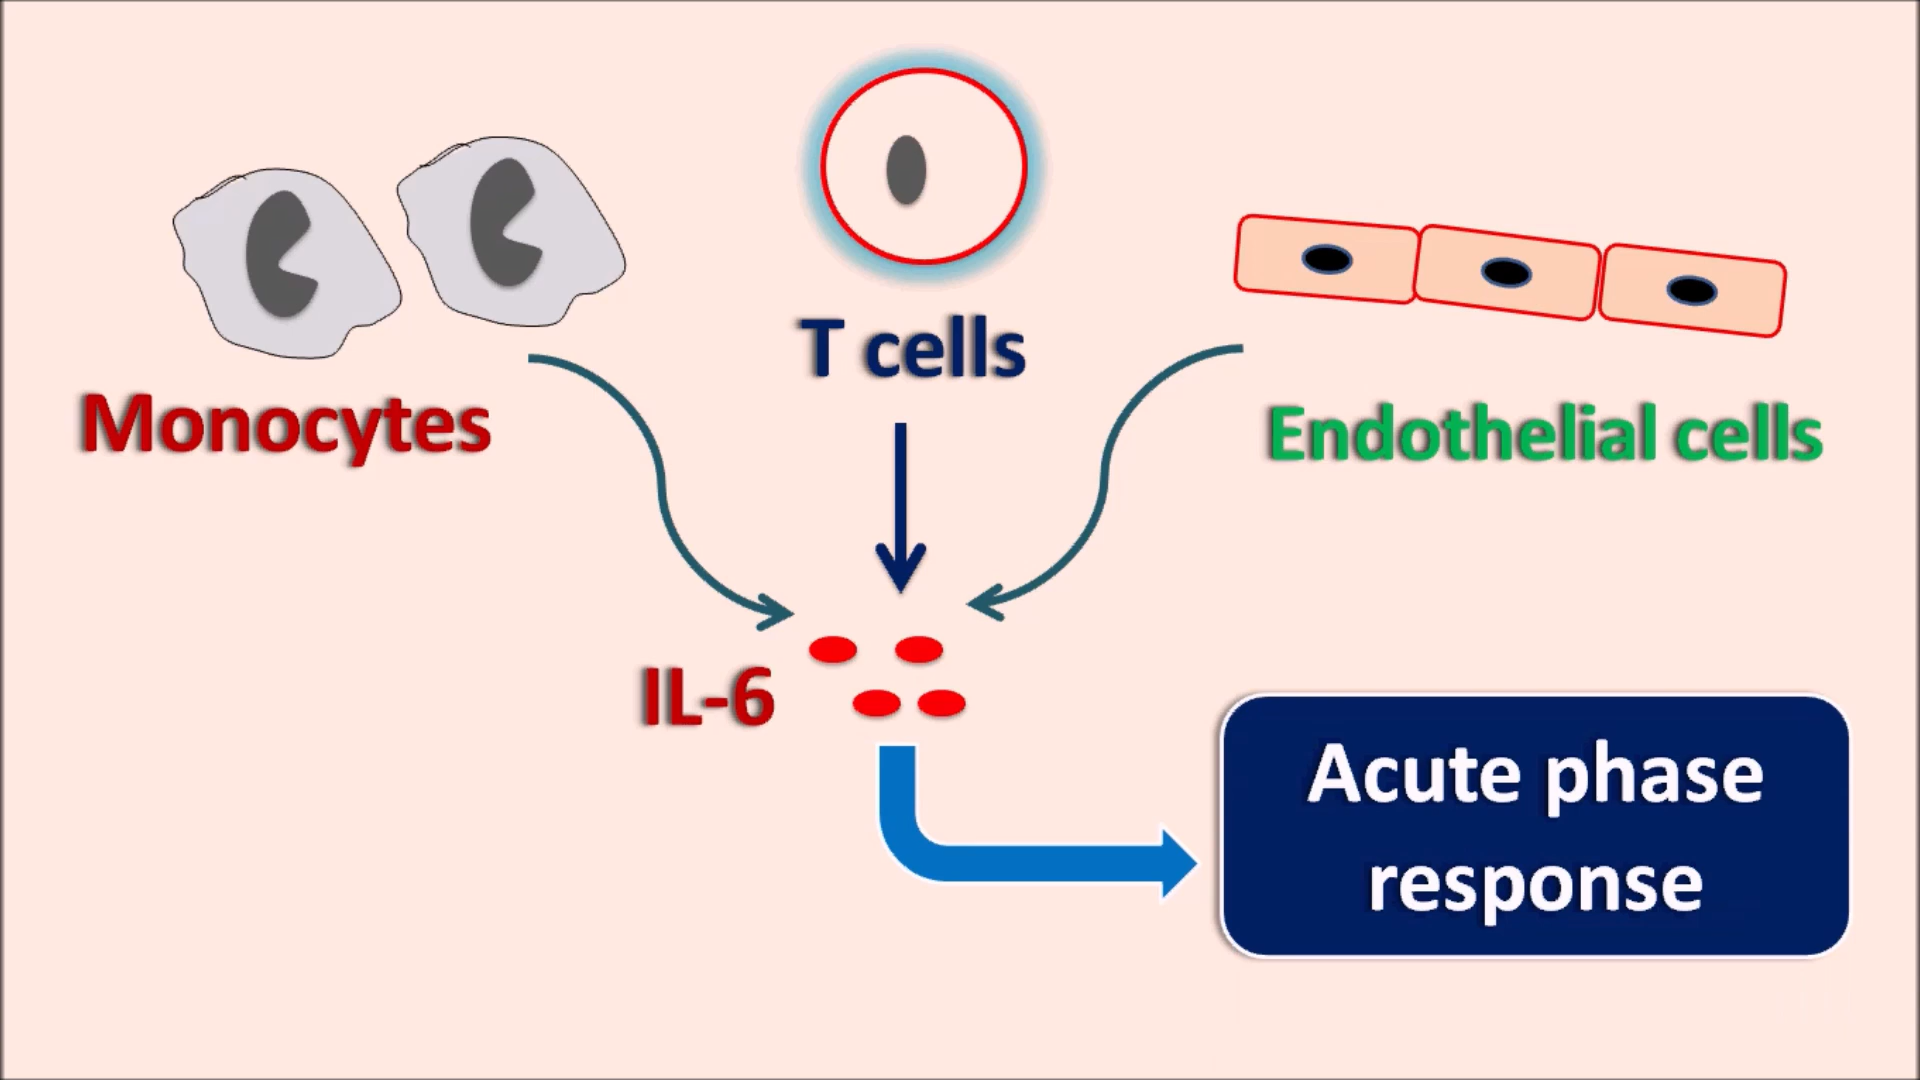 T cells
Monocytes
Endothelial cells
IL-6
Acute phase
response